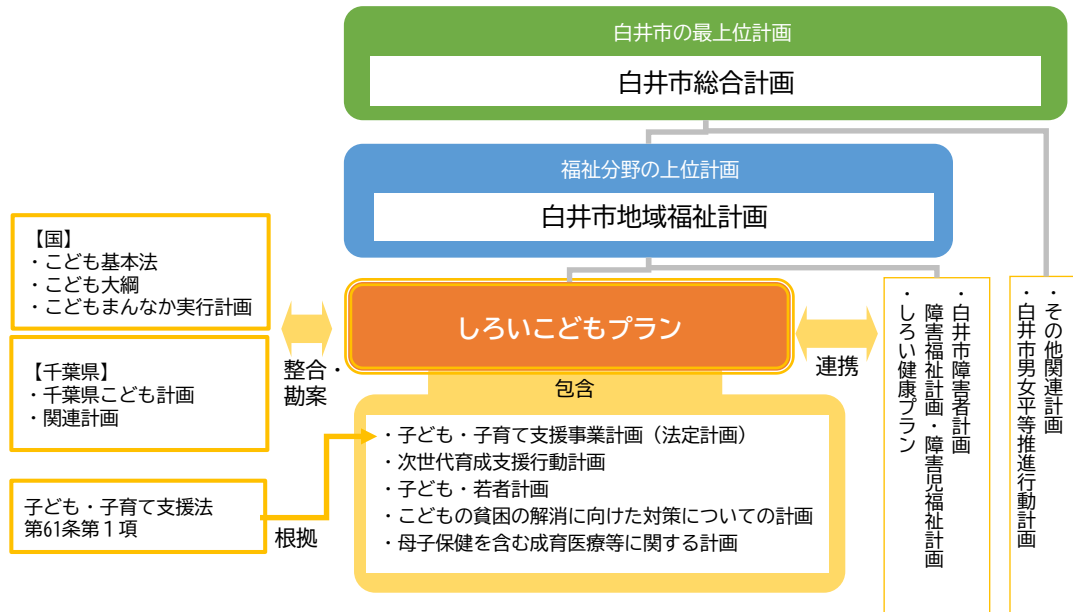 白井市の最上位計画
白井市総合計画
福祉分野の上位計画
白井市地域福祉計画
【国】
・こども基本法
・こども大綱
・こどもまんなか実行計画
【千葉県】
・千葉県こども計画
・関連計画
整合・
勘案
しろいこどもプラン
連携
包含
・子ども・子育て支援事業計画（法定計画）
・次世代育成支援行動計画
・子ども・若者計画
・こどもの貧困の解消に向けた対策についての計画
・母子保健を含む成育医療等に関する計画
子ども・子育て支援法
第61条第１項
根拠
・白井市障害者計画
障害福祉計画・障害児福祉計画
・しろい健康プラン
・その他関連計画
・白井市男女平等推進行動計画